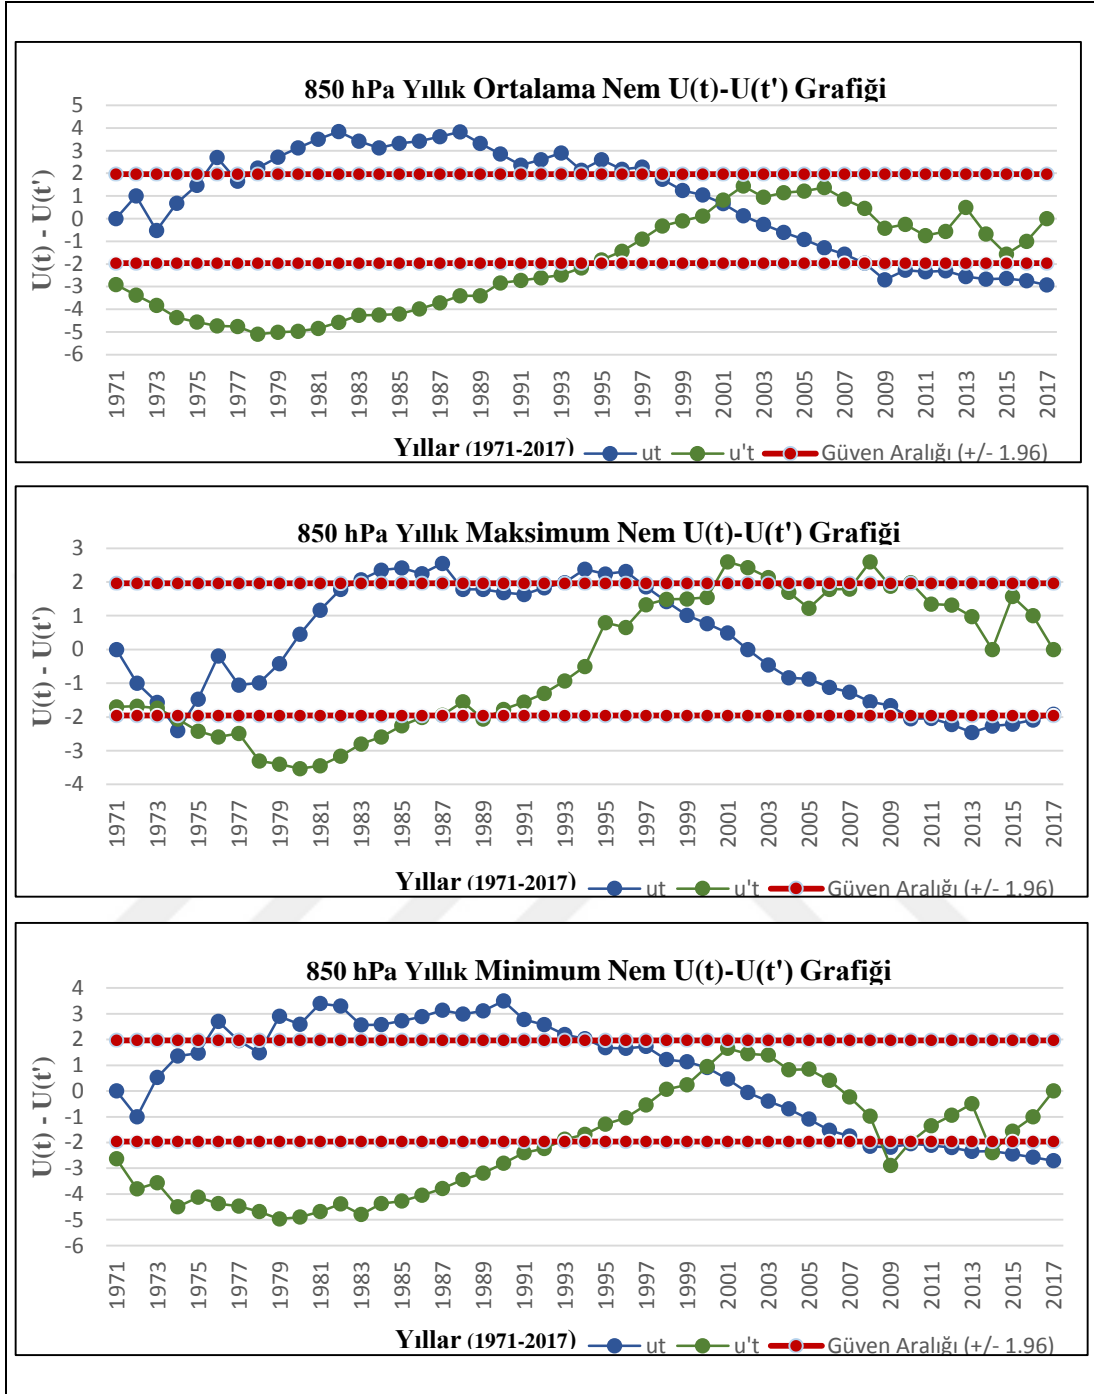 850 hPa Yıllık Ortalama Nem U(t)-U(t') Grafiği
5
4
3
2
1
0
-1
-2
-3
-4
-5
-6
U(t) - U(t')
1971 1973 1975 1977 1979 1981 1983 1985 1987 1989 1991 1993 1995 1997 1999 2001 2003 2005 2007 2009 2011 2013 2015 2017
Yıllar (1971-2017) ut u't Güven Aralığı (+/- 1.96)
850 hPa Yıllık Maksimum Nem U(t)-U(t') Grafiği
3
2
1
0
-1
-2
-3
-4
U(t) - U(t')
1971 1973 1975 1977 1979 1981 1983 1985 1987 1989 1991 1993 1995 1997 1999 2001 2003 2005 2007 2009 2011 2013 2015 2017
Yıllar (1971-2017) ut u't Güven Aralığı (+/- 1.96)
850 hPa Yıllık Minimum Nem U(t)-U(t') Grafiği
4
3
2
1
0
-1
-2
-3
-4
-5
-6
U(t) - U(t')
1971 1973 1975 1977 1979 1981 1983 1985 1987 1989 1991 1993 1995 1997 1999 2001 2003 2005 2007 2009 2011 2013 2015 2017
Yıllar (1971-2017) ut u't Güven Aralığı (+/- 1.96)